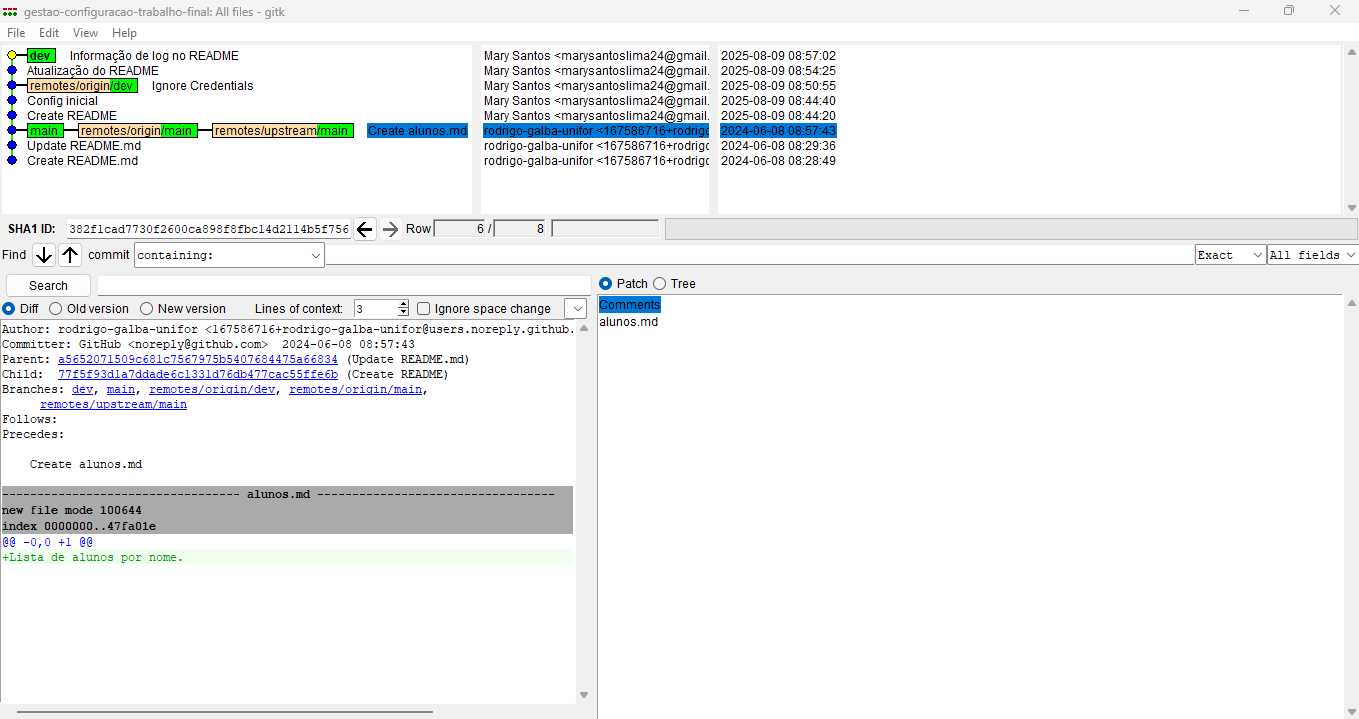 gestao-configuracao-trabalho-final: All files - gitk
File Edit View Help
dev Informação de log no README Mary Santos <marysantoslima24@gmail. 2025-08-09 08:57:02
Atualização do README Mary Santos <marysantoslima24@gmail. 2025-08-09 08:54:25
remotes/origin/dev Ignore Credentials Mary Santos <marysantoslima24@gmail. 2025-08-09 08:50:55
Config inicial Mary Santos <marysantoslima24@gmail. 2025-08-09 08:44:40
Create README Mary Santos <marysantoslima24@gmail. 2025-08-09 08:44:20
main remotes/origin/main remotes/upstream/main Create alunos.md rodrigo-galba-unifor <167586716+rodrigo 2024-06-08 08:57:43
Update README.md rodrigo-galba-unifor <167586716+rodrigo 2024-06-08 08:29:36
Create README.md rodrigo-galba-unifor <167586716+rodrigo 2024-06-08 08:28:49
SHA1 ID: 382f1cad7730f2600ca898f8fbc14d2114b5f756 Row 6 / 8
Find commit containing: Exact All fields
Search Patch Tree
Diff Old version New version Lines of context: 3 Ignore space change
Comments
alunos.md
Author: rodrigo-galba-unifor <167586716+rodrigo-galba-unifor@users.noreply.github.
Committer: GitHub <noreply@github.com> 2024-06-08 08:57:43
Parent: a5652071509c681c7567975b5407684475a66834 (Update README.md)
Child: 77f5f93d1a7ddade6c1331d76db477cac55ffe6b (Create README)
Branches: dev, main, remotes/origin/dev, remotes/origin/main,
remotes/upstream/main
Follows:
Precedes:
Create alunos.md
---------------------------------- alunos.md ----------------------------------
new file mode 100644
index 0000000..47fa01e
@@ -0,0 +1 @@
+Lista de alunos por nome.